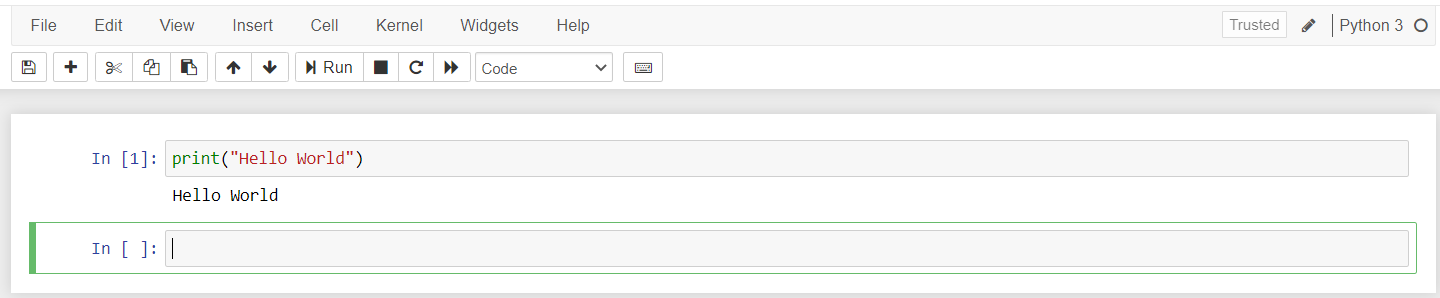 File Edit View Insert Cell Kernel Widgets Help Trusted Python 3
Run Code
In [1]: print("Hello World")
Hello World
In [ ]: